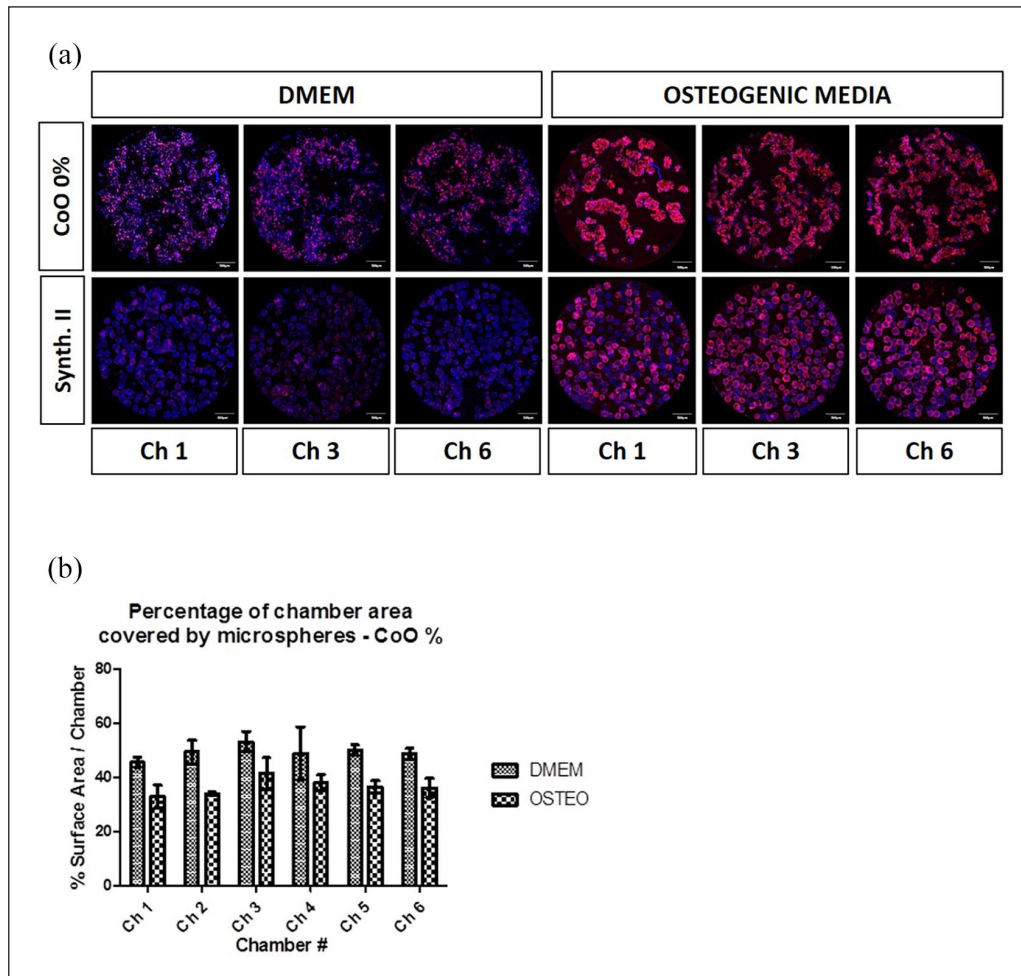 (a)
DMEM
OSTEOGENIC MEDIA
CoO 0%
Synth. II
Ch 1
Ch 3
Ch 6
Ch 1
Ch 3
Ch 6
(b)
Percentage of chamber area
covered by microspheres - CoO %
% Surface Area / Chamber
80
60
40
20
0
Ch 1
Ch 2
Ch 3
Ch 4
Ch 5
Ch 6
Chamber #
DMEM
OSTEO